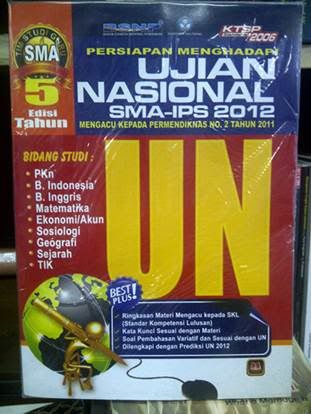 TIM STUDI GURU
SMA
5
Edisi
Tahun
BSNP
KTSP
2006
PERSIAPAN MENGHADAPI
UJIAN
NASIONAL
SMA-IPS 2012
MENGACU KEPADA PERMENDIKNAS NO. 2 TAHUN 2011
BIDANG STUDI :
• PKn
• B. Indonesia
• B. Inggris
• Matematika
• Ekonomi/Akun
• Sosiologi
• Geografi
• Sejarah
• TIK
UN
BEST
PLUS!
• Ringkasan Materi Mengacu kepada SKL
(Standar Kompetensi Lulusan)
• Kata Kunci Sesuai dengan Materi
• Soal Pembahasan Variatif dan Sesuai dengan UN
• Dilengkapi dengan Prediksi UN 2012